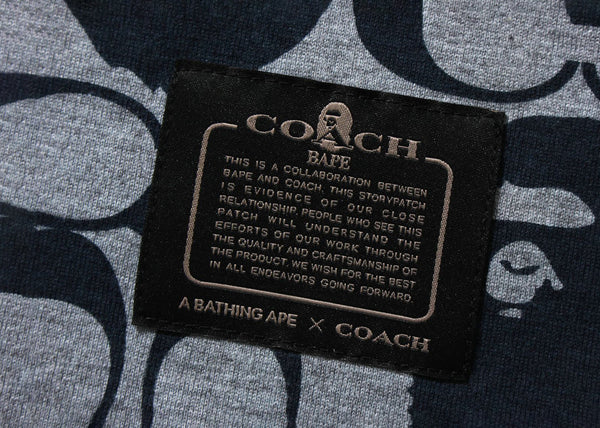 COACH
BAPE
THIS IS A COLLABORATION BETWEEN
BAPE AND COACH. THIS STORYPATCH
IS EVIDENCE OF OUR CLOSE
RELATIONSHIP. PEOPLE WHO SEE THIS
PATCH WILL UNDERSTAND THE
EFFORTS OF OUR WORK THROUGH
THE QUALITY AND CRAFTSMANSHIP OF
THE PRODUCT. WE WISH FOR THE BEST
IN ALL ENDEAVORS GOING FORWARD.
A BATHING APE × COACH